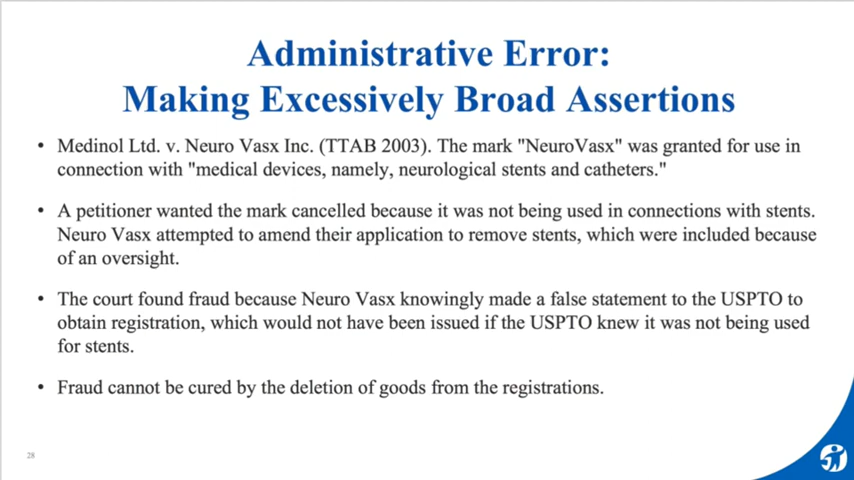 Administrative Error:
Making Excessively Broad Assertions
• Medinol Ltd. v. Neuro Vasx Inc. (TTAB 2003). The mark "NeuroVasx" was granted for use in
connection with "medical devices, namely, neurological stents and catheters."
• A petitioner wanted the mark cancelled because it was not being used in connections with stents.
Neuro Vasx attempted to amend their application to remove stents, which were included because
of an oversight.
• The court found fraud because Neuro Vasx knowingly made a false statement to the USPTO to
obtain registration, which would not have been issued if the USPTO knew it was not being used
for stents.
• Fraud cannot be cured by the deletion of goods from the registrations.
28